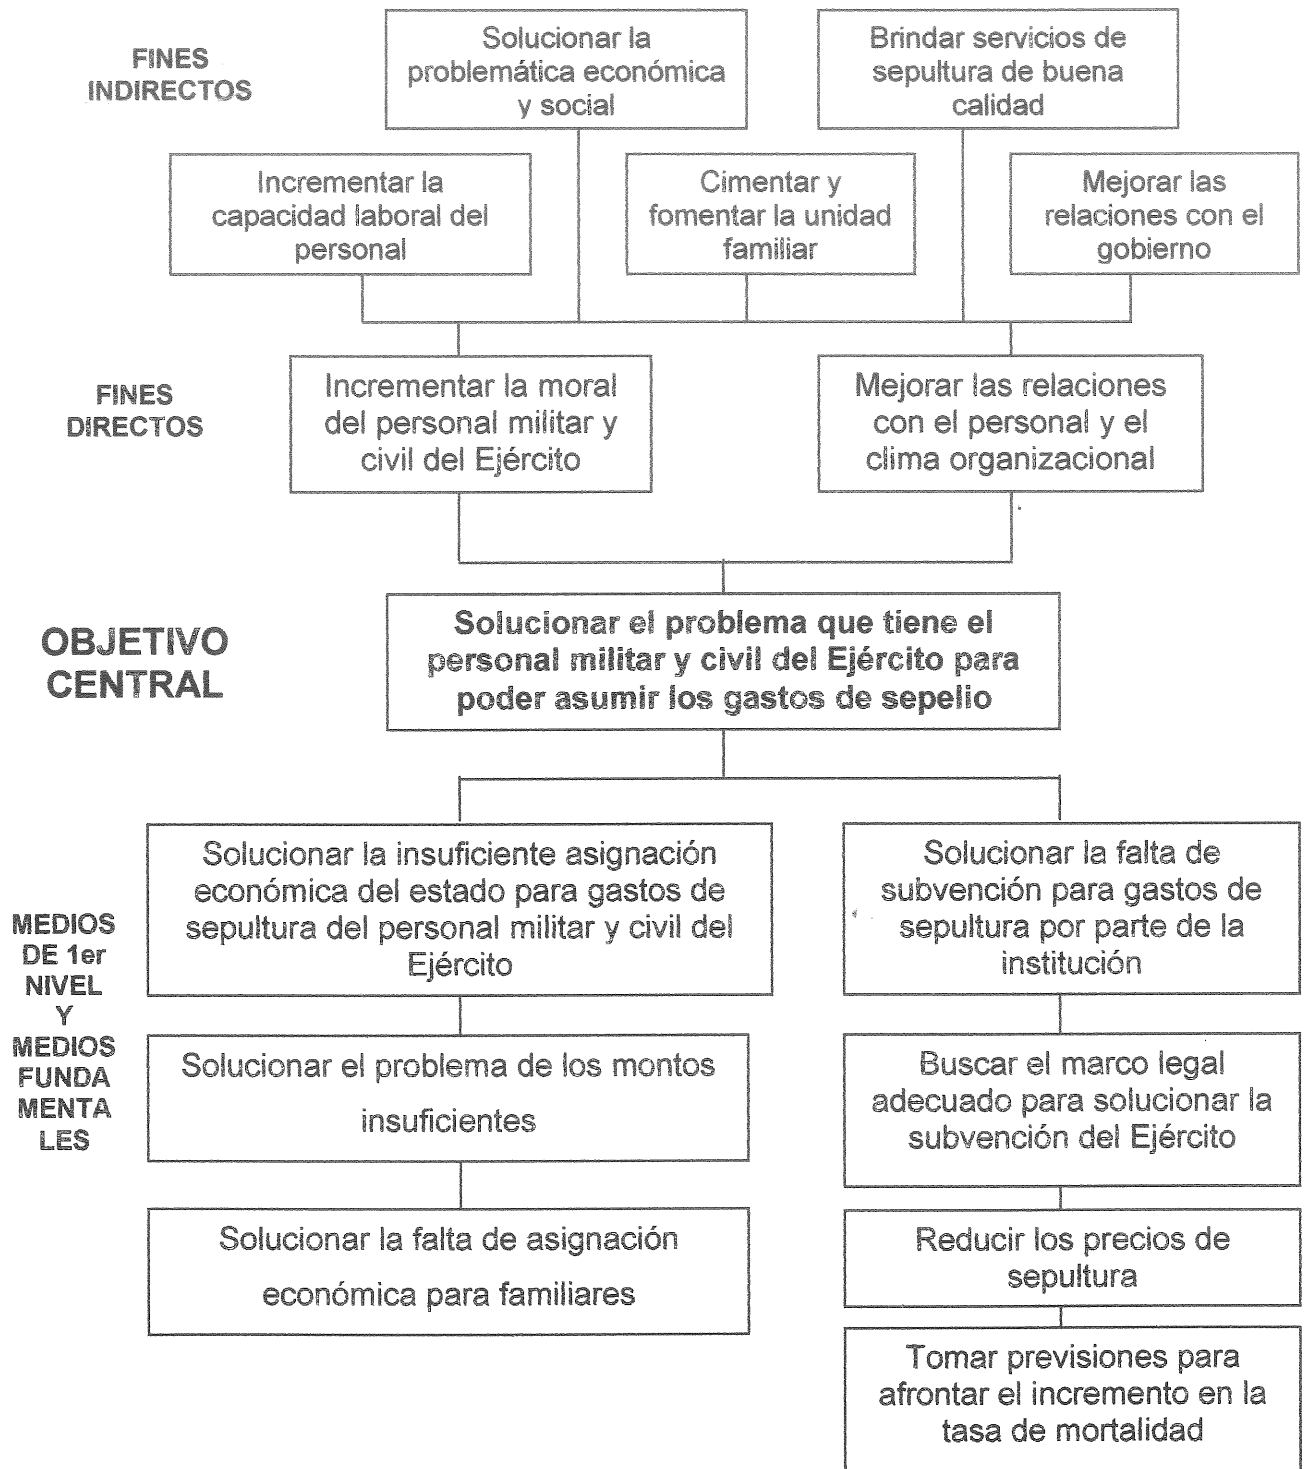 FINES
INDIRECTOS
Solucionar la
problemática económica
y social
Brindar servicios de
sepultura de buena
calidad
Incrementar la
capacidad laboral del
personal
Cimentar y
fomentar la unidad
familiar
Mejorar las
relaciones con el
gobierno
FINES
DIRECTOS
Incrementar la moral
del personal militar y
civil del Ejército
Mejorar las relaciones
con el personal y el
clima organizacional
OBJETIVO
CENTRAL
Solucionar el problema que tiene el
personal militar y civil del Ejército para
poder asumir los gastos de sepelio
MEDIOS
DE 1er
NIVEL
Y
MEDIOS
FUNDA
MENTA
LES
Solucionar la insuficiente asignación
económica del estado para gastos de
sepultura del personal militar y civil del
Ejército
Solucionar el problema de los montos
insuficientes
Solucionar la falta de asignación
económica para familiares
Solucionar la falta de
subvención para gastos de
sepultura por parte de la
institución
Buscar el marco legal
adecuado para solucionar la
subvención del Ejército
Reducir los precios de
sepultura
Tomar previsiones para
afrontar el incremento en la
tasa de mortalidad